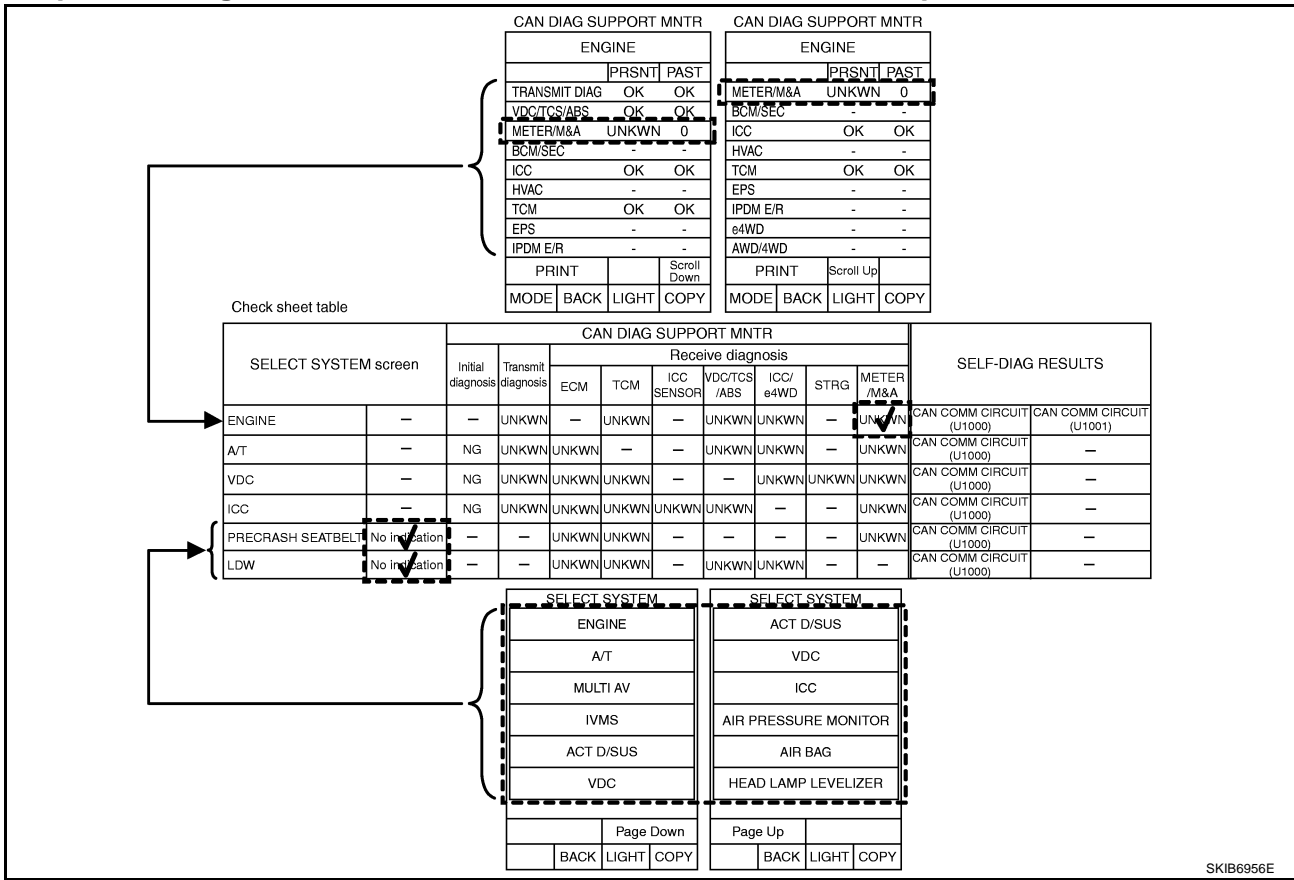 CAN DIAG SUPPORT MNTR
ENGINE
PRSNT PAST
TRANSMIT DIAG OK OK
VDC/TCS/ABS OK OK
METER/M&A UNKWN 0
BCM/SEC - -
ICC OK OK
HVAC - -
TCM OK OK
EPS - -
IPDM E/R - -
PRINT Scroll Down
MODE BACK LIGHT COPY
CAN DIAG SUPPORT MNTR
ENGINE
PRSNT PAST
METER/M&A UNKWN 0
BCM/SEC - -
ICC OK OK
HVAC - -
TCM OK OK
EPS - -
IPDM E/R - -
e4WD - -
AWD/4WD - -
PRINT Scroll Up
MODE BACK LIGHT COPY
Check sheet table
SELECT SYSTEM screen
CAN DIAG SUPPORT MNTR
Initial diagnosis
Transmit diagnosis
Receive diagnosis
ECM TCM ICC SENSOR VDC/TCS /ABS ICC/ e4WD STRG METER /M&A
SELF-DIAG RESULTS
ENGINE — — UNKWN — UNKWN — UNKWN UNKWN — UNKWN CAN COMM CIRCUIT (U1000) CAN COMM CIRCUIT (U1001)
A/T — NG UNKWN UNKWN — — UNKWN UNKWN — UNKWN CAN COMM CIRCUIT (U1000) —
VDC — NG UNKWN UNKWN UNKWN — — UNKWN UNKWN UNKWN CAN COMM CIRCUIT (U1000) —
ICC — NG UNKWN UNKWN UNKWN UNKWN UNKWN — — UNKWN CAN COMM CIRCUIT (U1000) —
PRECRASH SEATBELT No indication — — UNKWN UNKWN — — — — UNKWN CAN COMM CIRCUIT (U1000) —
LDW No indication — — UNKWN UNKWN — UNKWN UNKWN — — CAN COMM CIRCUIT (U1000) —
SELECT SYSTEM
ENGINE
A/T
MULTI AV
IVMS
ACT D/SUS
VDC
Page Down
BACK LIGHT COPY
SELECT SYSTEM
ACT D/SUS
VDC
ICC
AIR PRESSURE MONITOR
AIR BAG
HEAD LAMP LEVELIZER
Page Up
BACK LIGHT COPY
SKIB6956E